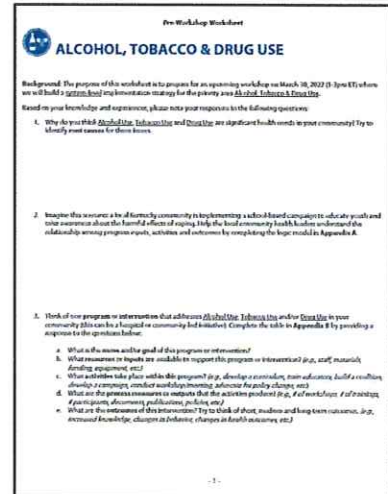 Pre-Workshop Worksheet
ALCOHOL, TOBACCO & DRUG USE
Background: The purpose of this worksheet is to prepare for an upcoming workshop on March 30, 2022 (1-3pm ET) where
we will build a system-level implementation strategy for the priority area Alcohol, Tobacco & Drug Use.
Based on your knowledge and experience, please note your responses to the following questions:
1. Why do you think Alcohol Use, Tobacco Use and Drug Use are significant health needs in your community? Try to
identify root causes for these issues.
2. Imagine this scenario: a local Kentucky community is implementing a school-based campaign to educate youth and
raise awareness about the harmful effects of vaping. Help the local community health leaders understand the
relationship among program inputs, activities and outcomes by completing the logic model in Appendix A.
3. Think of one program or intervention that addresses Alcohol Use, Tobacco Use and/or Drug Use in your
community (this can be a hospital or community-led initiative). Complete the table in Appendix B by providing a
response to the questions below:
a. What is the name and/or goal of this program or intervention?
b. What resources or inputs are available to support this program or intervention? (e.g., staff, materials,
funding, equipment, etc.)
c. What activities take place within this program? (e.g., develop a curriculum, train educators, build a coalition,
develop a campaign, conduct workshop/meeting, advocate for policy change, etc.)
d. What are the process measures or outputs that the activities produce? (e.g., # of workshops, # of trainings,
# participants, documents, publications, policies, etc.)
e. What are the outcomes of this intervention? Try to think of short, medium and long-term outcomes. (e.g.,
increased knowledge, changes in behavior, changes in health outcomes, etc.)
- 1 -